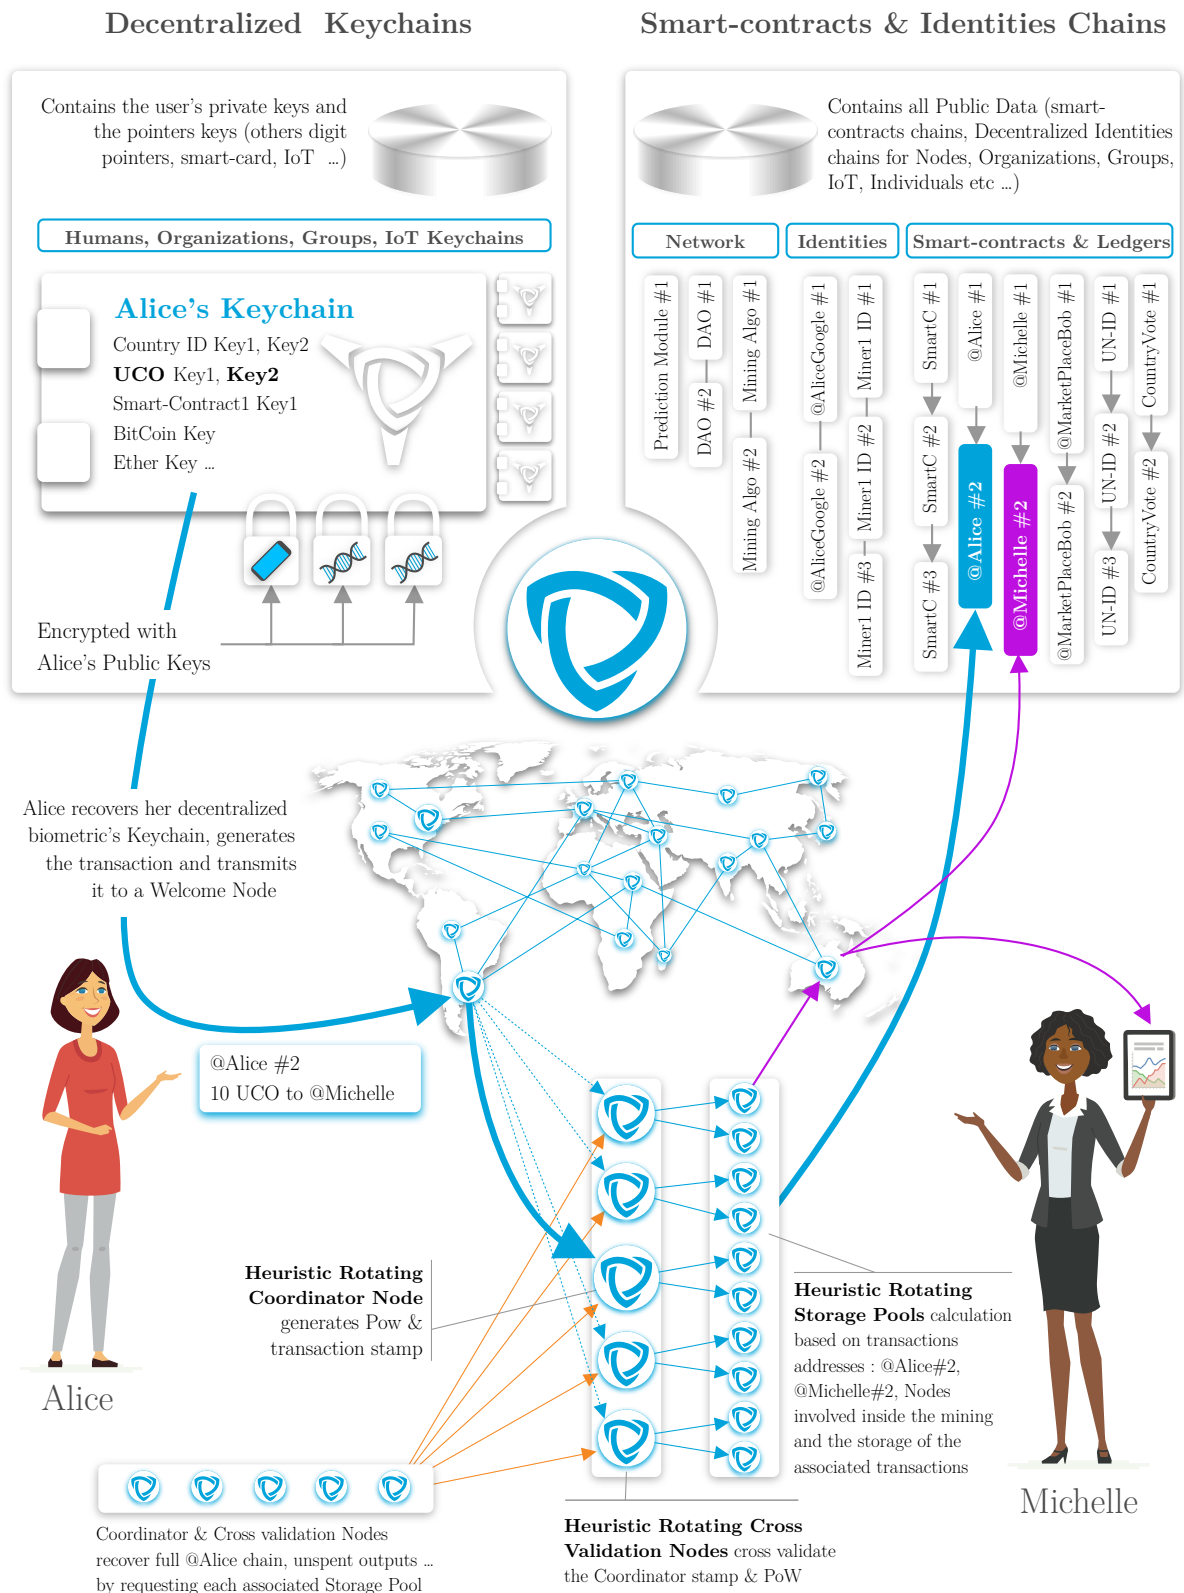 Decentralized Keychains
Smart-contracts & Identities Chains
Contains the user's private keys and
the pointers keys (others digit
pointers, smart-card, IoT ...)
Contains all Public Data (smart-
contracts chains, Decentralized Identities
chains for Nodes, Organizations, Groups,
IoT, Individuals etc ...)
Humans, Organizations, Groups, IoT Keychains
Network
Identities
Smart-contracts & Ledgers
Alice's Keychain
Country ID Key1, Key2
UCO Key1, Key2
Smart-Contract1 Key1
BitCoin Key
Ether Key ...
Encrypted with
Alice's Public Keys
Prediction Module #1
DAO #1
DAO #2
Mining Algo #1
Mining Algo #2
@AliceGoogle #1
@AliceGoogle #2
Miner1 ID #1
Miner1 ID #2
Miner1 ID #3
SmartC #1
SmartC #2
SmartC #3
@Alice #1
@Alice #2
@Michelle #1
@Michelle #2
@MarketPlaceBob #1
@MarketPlaceBob #2
UN-ID #1
UN-ID #2
UN-ID #3
CountryVote #1
CountryVote #2
Alice recovers her decentralized
biometric's Keychain, generates
the transaction and transmits
it to a Welcome Node
@Alice #2
10 UCO to @Michelle
Alice
Heuristic Rotating
Coordinator Node
generates Pow &
transaction stamp
Heuristic Rotating
Storage Pools calculation
based on transactions
addresses : @Alice#2,
@Michelle#2, Nodes
involved inside the mining
and the storage of the
associated transactions
Michelle
Coordinator & Cross validation Nodes
recover full @Alice chain, unspent outputs ...
by requesting each associated Storage Pool
Heuristic Rotating Cross
Validation Nodes cross validate
the Coordinator stamp & PoW